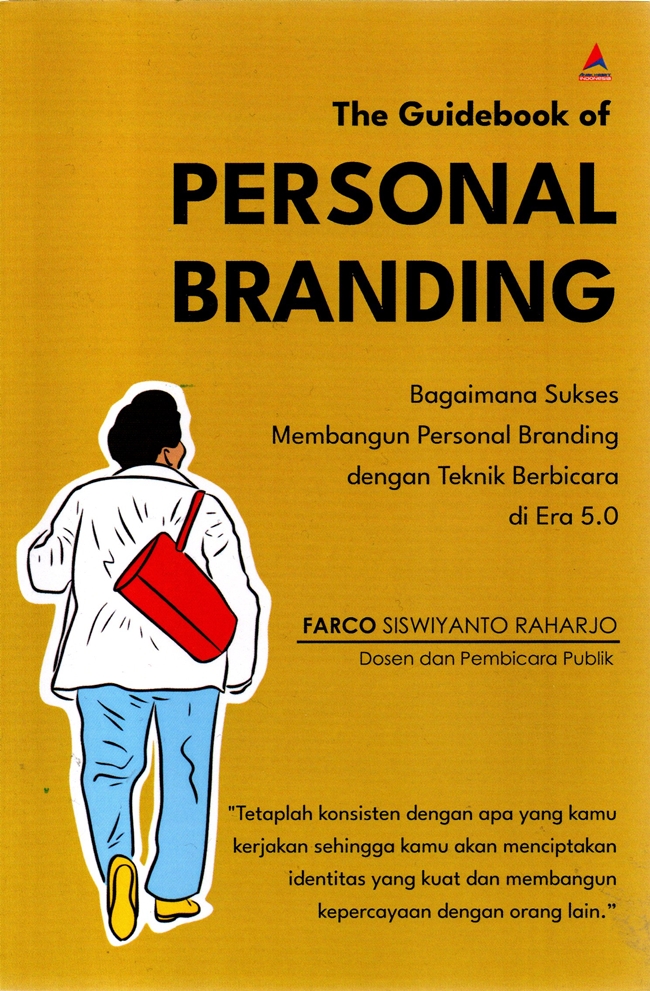 The Guidebook of
PERSONAL
BRANDING
Bagaimana Sukses
Membangun Personal Branding
dengan Teknik Berbicara
di Era 5.0
FARCO SISWIYANTO RAHARJO
Dosen dan Pembicara Publik
"Tetaplah konsisten dengan apa yang kamu
kerjakan sehingga kamu akan menciptakan
identitas yang kuat dan membangun
kepercayaan dengan orang lain.”